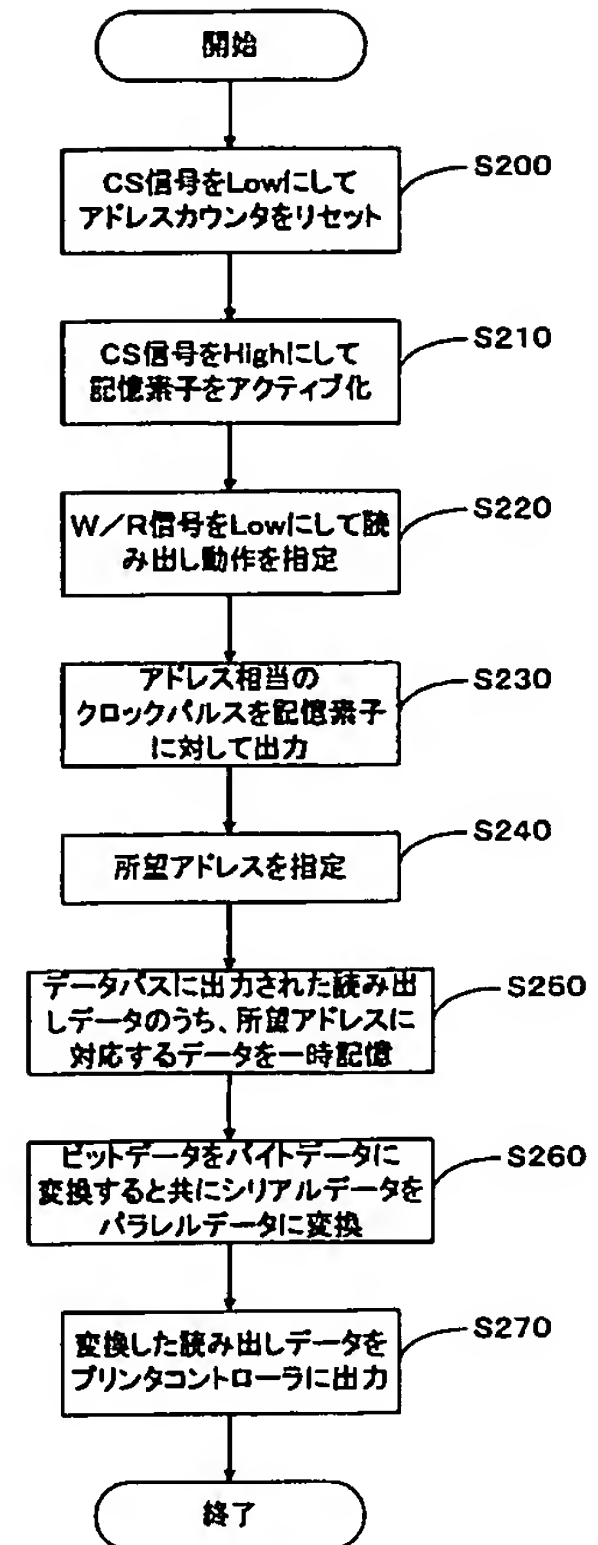 開始
CS信号をLowにして
アドレスカウンタをリセット
S200
CS信号をHighにして
記憶素子をアクティブ化
S210
W/R信号をLowにして読
み出し動作を指定
S220
アドレス相当の
クロックパルスを記憶素子
に対して出力
S230
所望アドレスを指定
S240
データバスに出力された読み出
しデータのうち、所望アドレスに
対応するデータを一時記憶
S250
ビットデータをバイトデータに
変換すると共にシリアルデータを
パラレルデータに変換
S260
変換した読み出しデータを
プリンタコントローラに出力
S270
終了